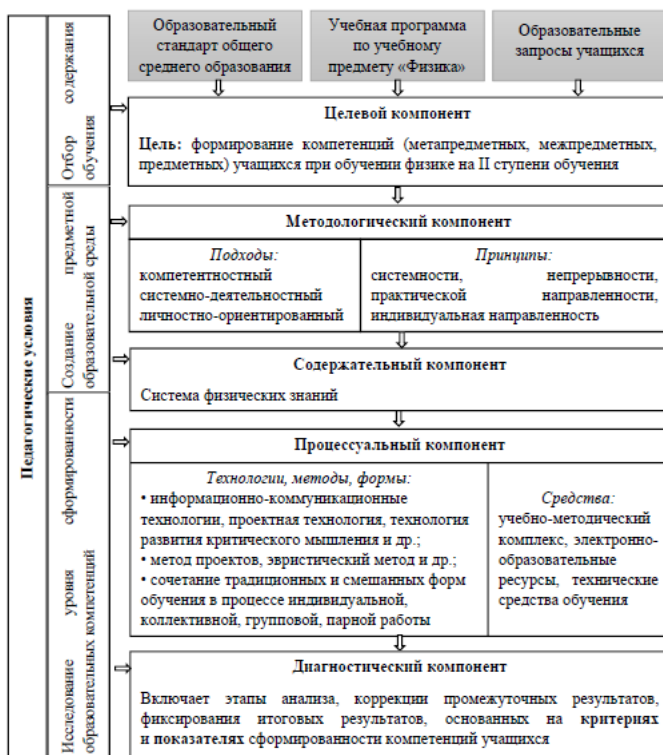 Образовательный
стандарт общего
среднего образования
Учебная программа
по учебному
предмету «Физика»
Образовательные
запросы учащихся
Педагогические условия
Отбор содержания
обучения
Создание предметной
образовательной среды
Исследование уровня сформированности
образовательных компетенций
Целевой компонент
Цель: формирование компетенций (метапредметных, межпредметных,
предметных) учащихся при обучении физике на II ступени обучения
Методологический компонент
Подходы:
компетентностный
системно-деятельностный
личностно-ориентированный
Принципы:
системности, непрерывности,
практической направленности,
индивидуальная направленность
Содержательный компонент
Система физических знаний
Процессуальный компонент
Технологии, методы, формы:
• информационно-коммуникационные
технологии, проектная технология, технология
развития критического мышления и др.;
• метод проектов, эвристический метод и др.;
• сочетание традиционных и смешанных форм
обучения в процессе индивидуальной,
коллективной, групповой, парной работы
Средства:
учебно-методический
комплекс, электронно-
образовательные
ресурсы, технические
средства обучения
Диагностический компонент
Включает этапы анализа, коррекции промежуточных результатов,
фиксирования итоговых результатов, основанных на критериях
и показателях сформированности компетенций учащихся